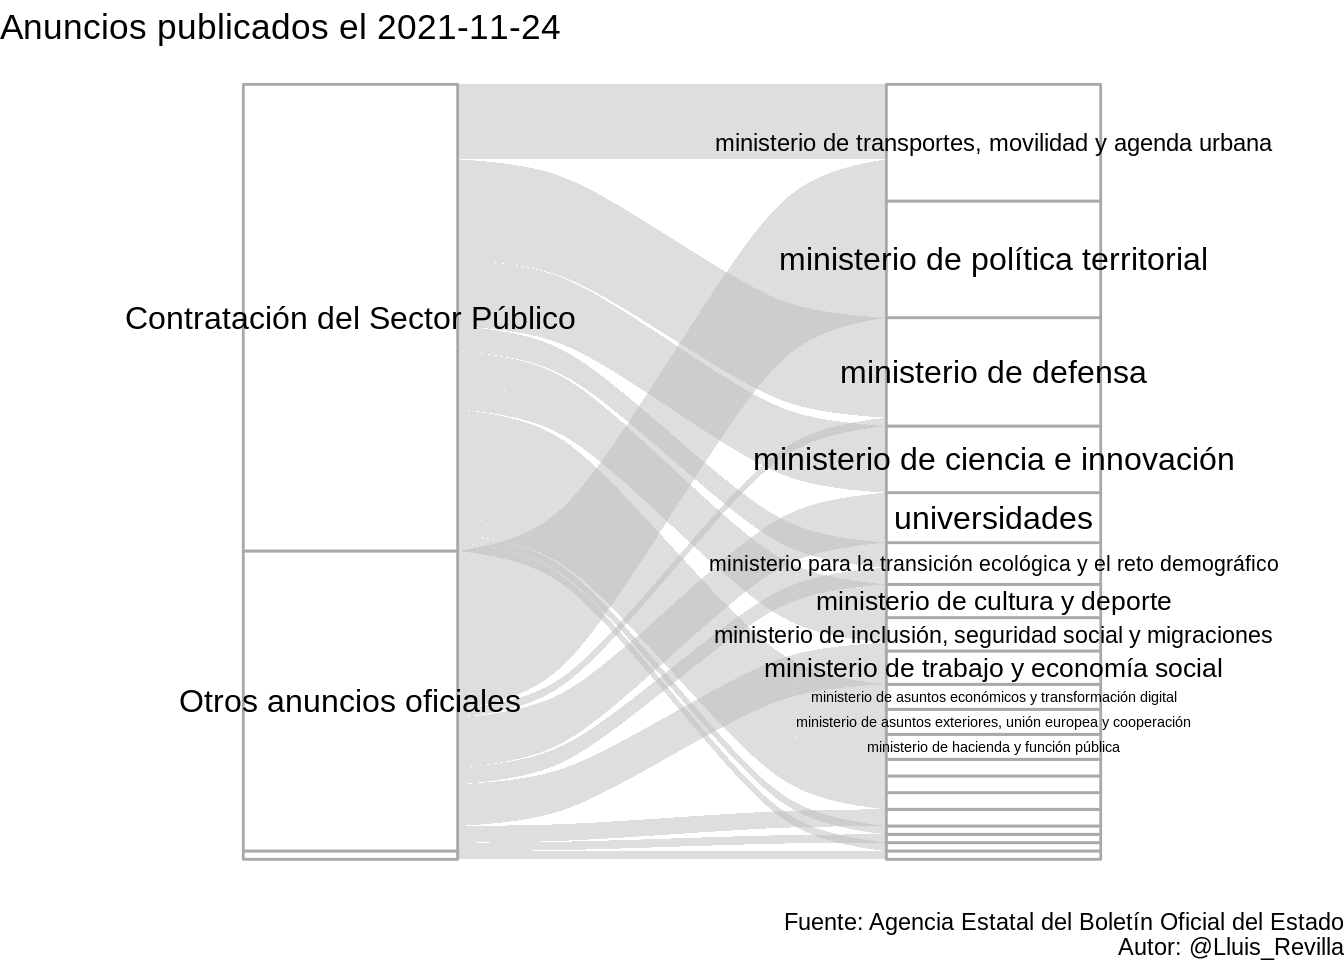 Anuncios publicados el 2021-11-24
ministerio de transportes, movilidad y agenda urbana
ministerio de política territorial
Contratación del Sector Público
ministerio de defensa
ministerio de ciencia e innovación
universidades
ministerio para la transición ecológica y el reto demográfico
ministerio de cultura y deporte
ministerio de inclusión, seguridad social y migraciones
ministerio de trabajo y economía social
ministerio de asuntos económicos y transformación digital
Otros anuncios oficiales
ministerio de asuntos exteriores, unión europea y cooperación
ministerio de hacienda y función pública
Fuente: Agencia Estatal del Boletín Oficial del Estado
Autor: @Lluis_Revilla